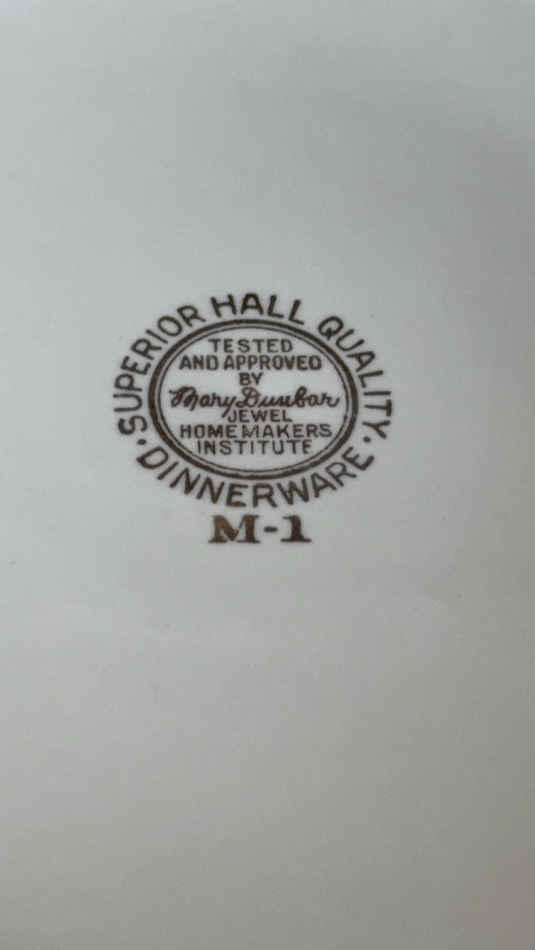 SUPERIOR HALL QUALITY
TESTED
AND APPROVED
BY
Mary Dunbar
JEWEL
HOMEMAKERS
INSTITUTE
· DINNERWARE ·
M-1